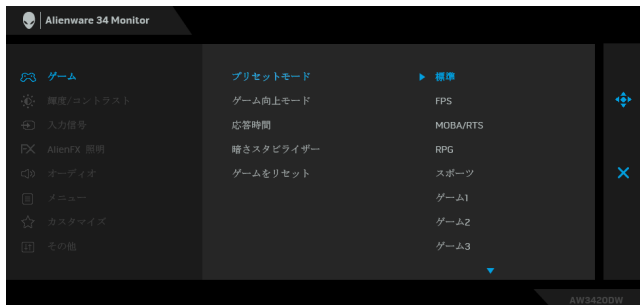 Alienware 34 Monitor
ゲーム プリセットモード 標準
輝度/コントラスト ゲーム向上モード FPS
入力信号 応答時間 MOBA/RTS
FX AlienFX 照明 暗さスタビライザー RPG
オーディオ ゲームをリセット スポーツ
メニュー ゲーム1
カスタマイズ ゲーム2
その他 ゲーム3
AW3420DW